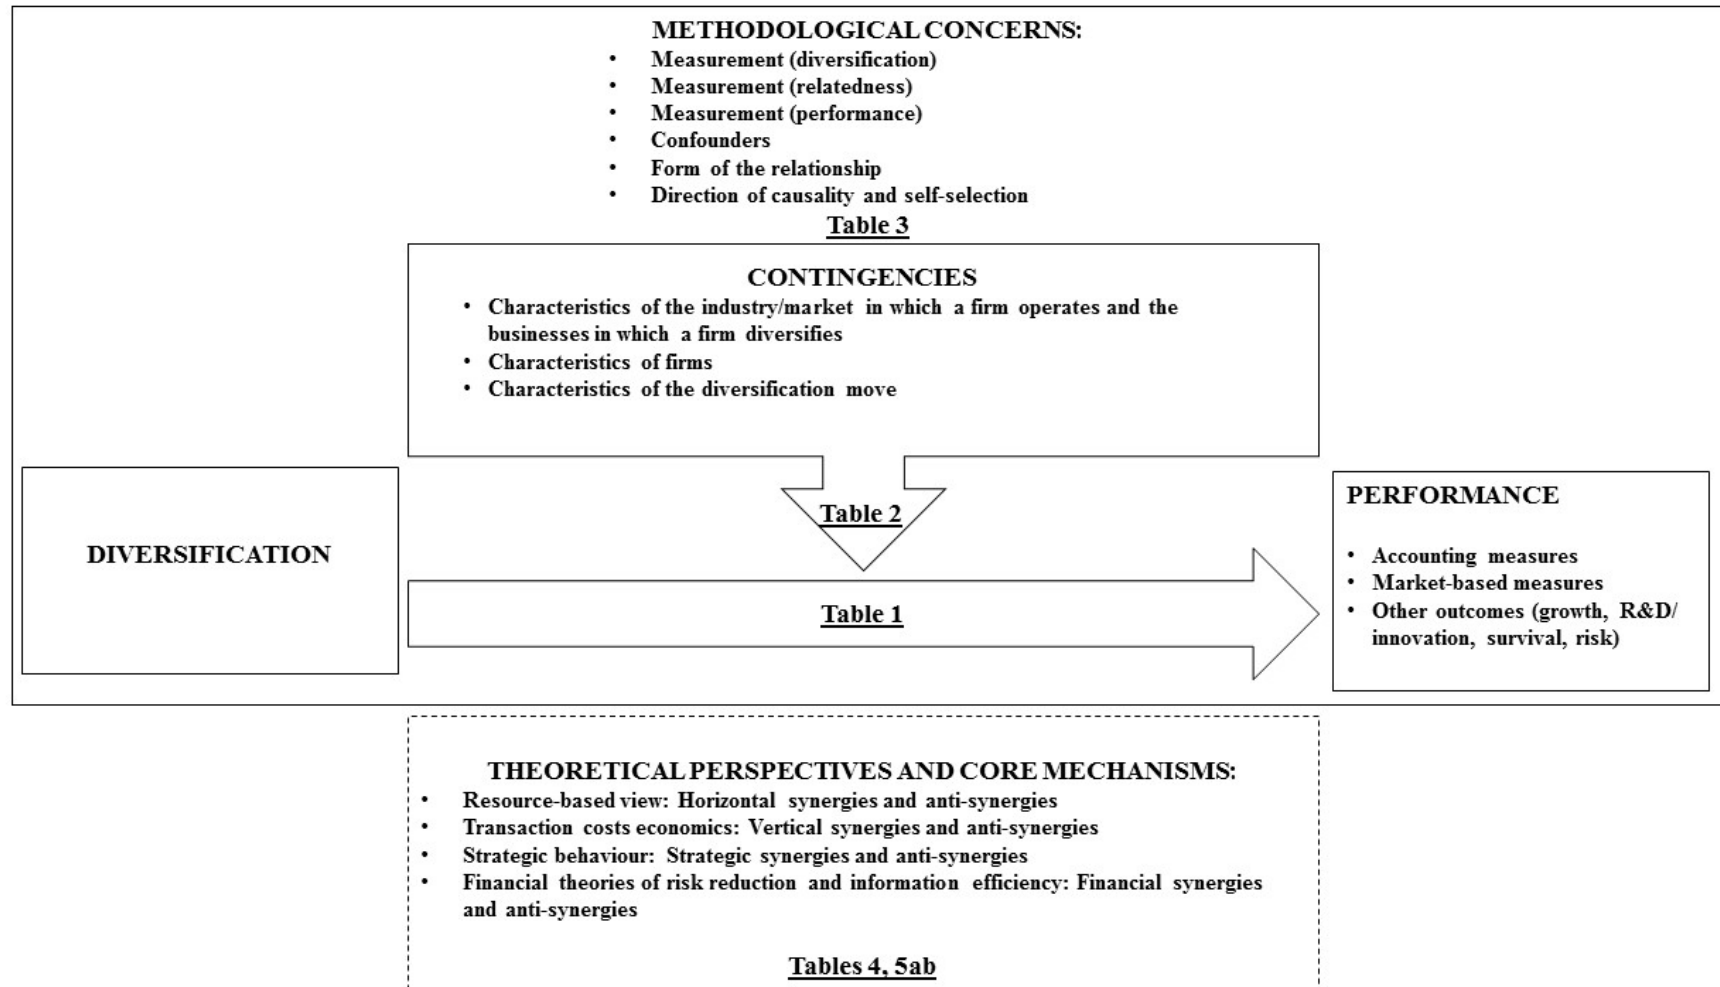 METHODOLOGICAL CONCERNS:
• Measurement (diversification)
• Measurement (relatedness)
• Measurement (performance)
• Confounders
• Form of the relationship
• Direction of causality and self-selection
Table 3
CONTINGENCIES
• Characteristics of the industry/market in which a firm operates and the
businesses in which a firm diversifies
• Characteristics of firms
• Characteristics of the diversification move
Table 2
DIVERSIFICATION
Table 1
PERFORMANCE
• Accounting measures
• Market-based measures
• Other outcomes (growth, R&D/
innovation, survival, risk)
THEORETICAL PERSPECTIVES AND CORE MECHANISMS:
• Resource-based view: Horizontal synergies and anti-synergies
• Transaction costs economics: Vertical synergies and anti-synergies
• Strategic behaviour: Strategic synergies and anti-synergies
• Financial theories of risk reduction and information efficiency: Financial synergies
and anti-synergies
Tables 4, 5ab